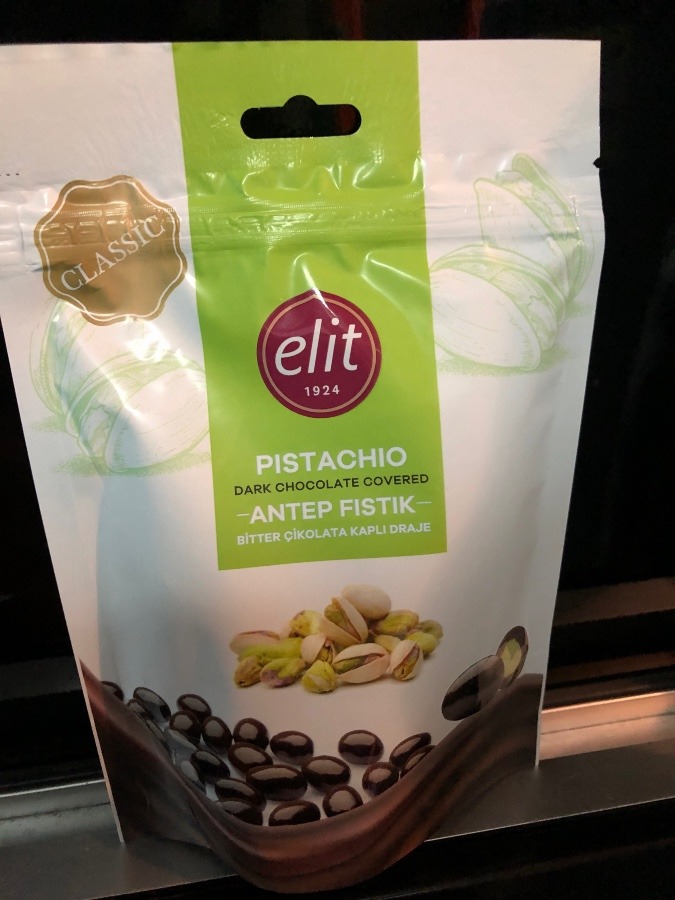 CLASSIC
elit
1924
PISTACHIO
DARK CHOCOLATE COVERED
ANTEP FISTIK
BİTTER ÇİKOLATA KAPLI DRAJE